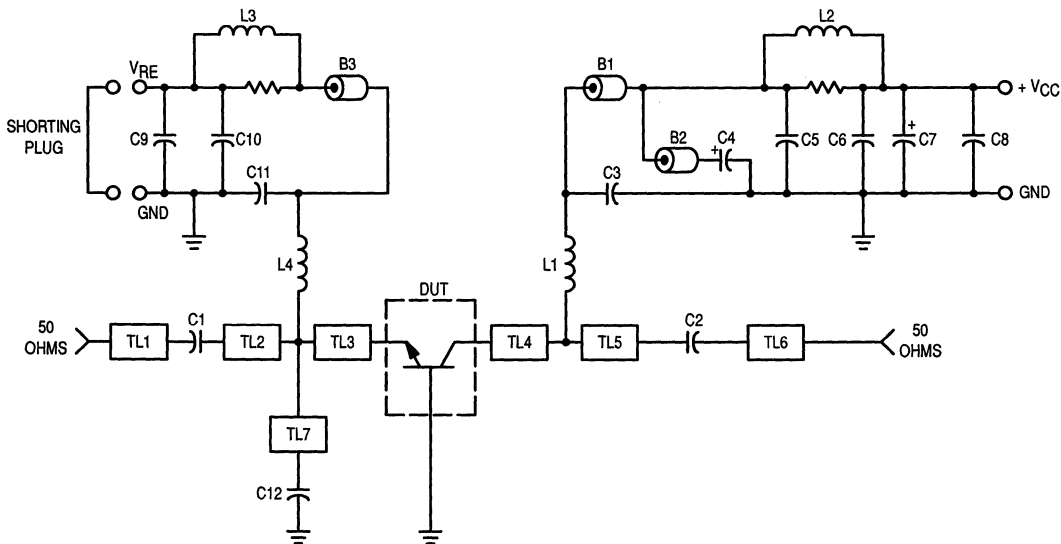 L3
L2
V_RE
B3
B1
+ V_CC
SHORTING
PLUG
C9
C10
C11
B2
C4
+
C5
C6
+
C7
C8
C3
GND
GND
L4
L1
DUT
50
OHMS
TL1
C1
TL2
TL3
TL4
TL5
C2
TL6
50
OHMS
TL7
C12